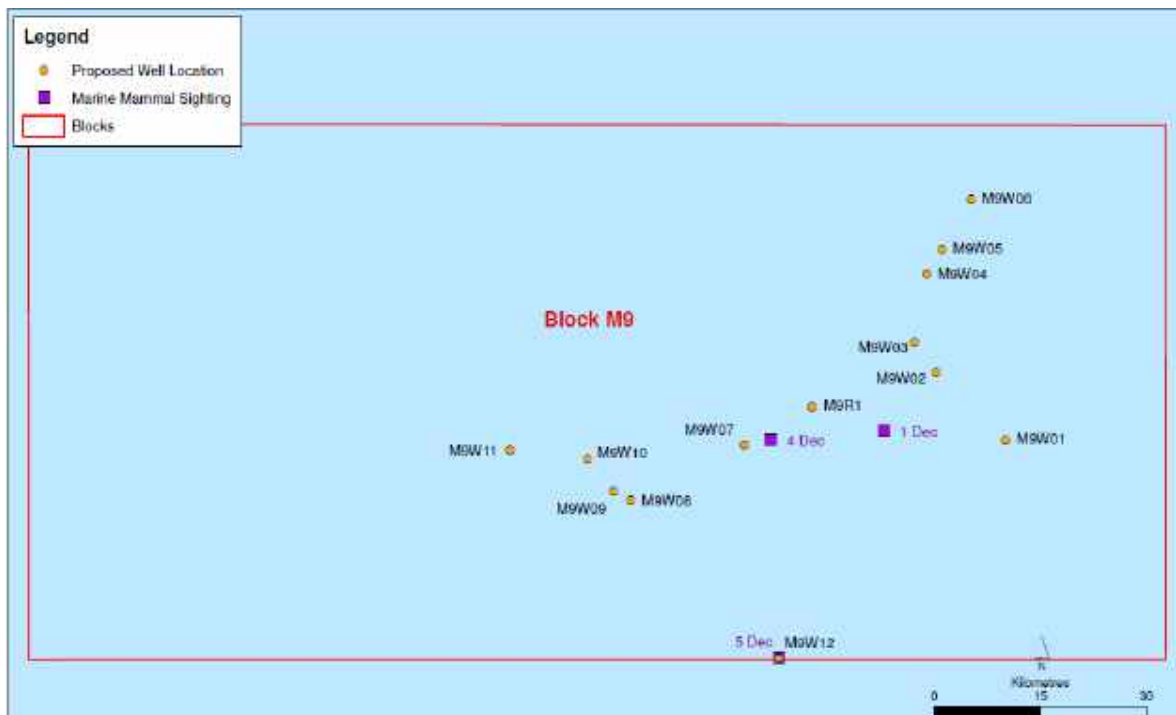 Legend
Proposed Well Location
Marine Mammal Sighting
Blocks
M9W06
M9W05
M9W04
Block M9
M9W03
M9W02
M9R1
M9W07
4 Dec
1 Dec
M9W01
M9W11
M9W10
M9W09
M9W08
5 Dec
M9W12
N
Kilometres
0 15 30